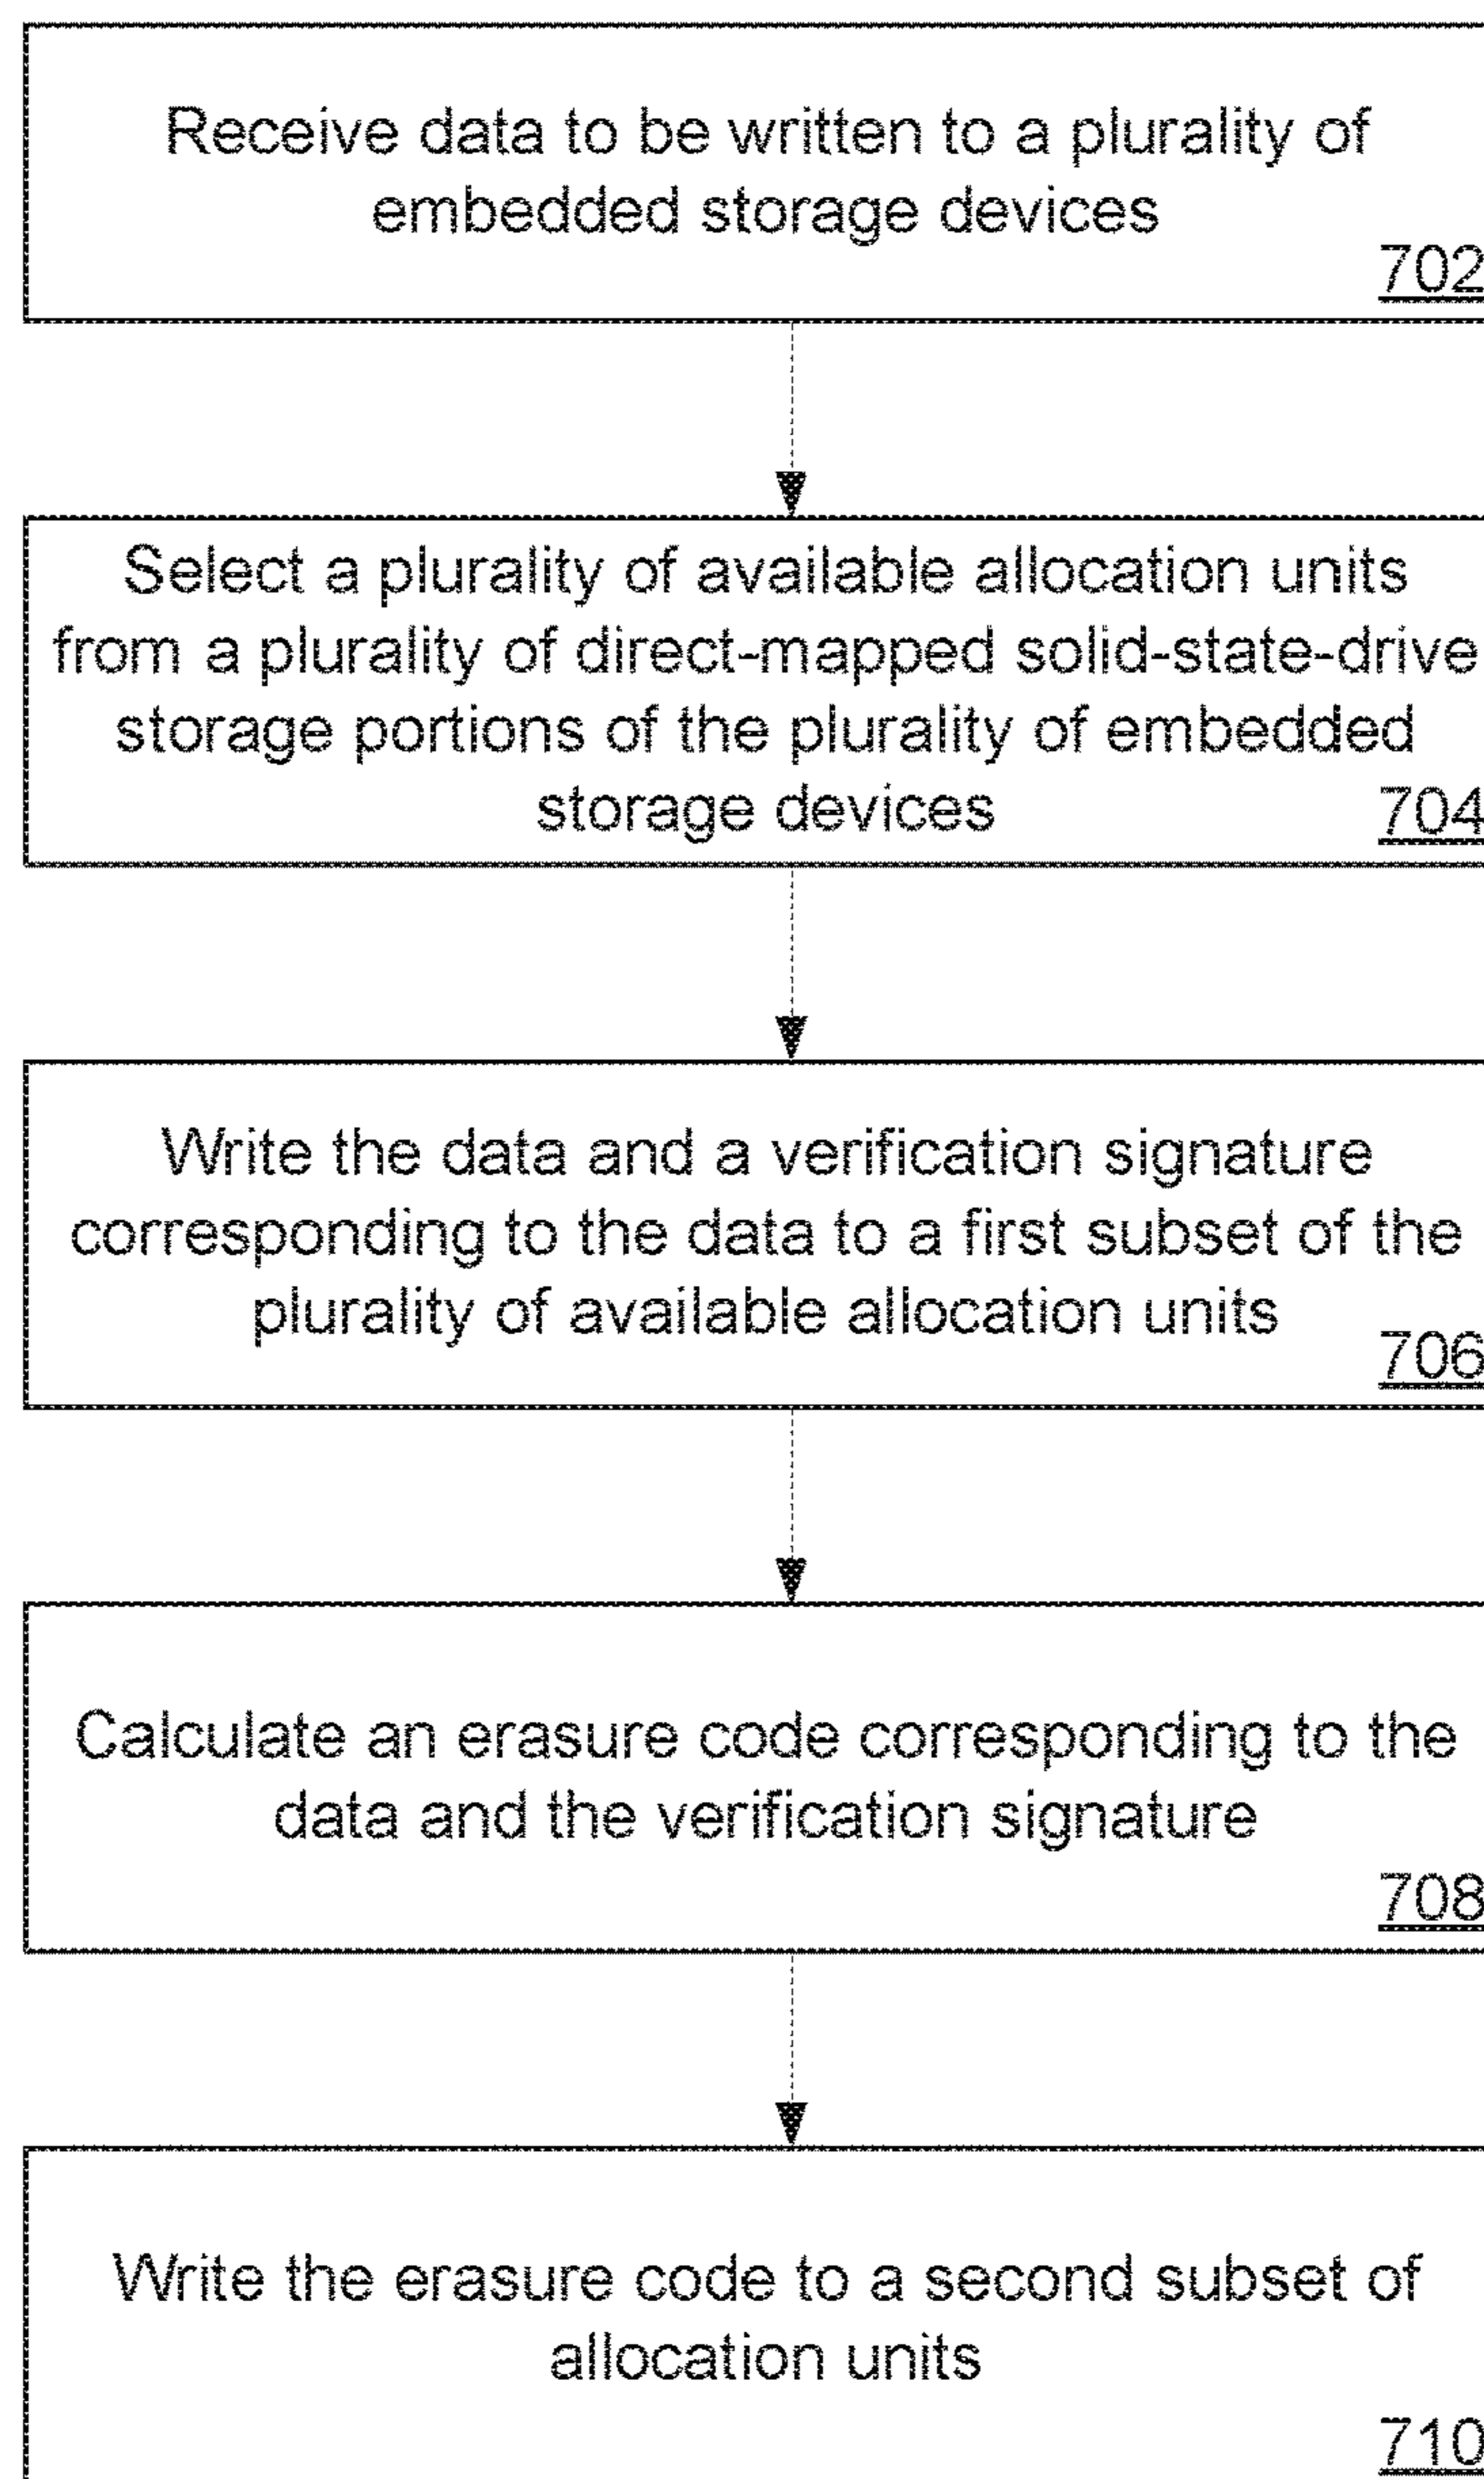 Receive data to be written to a plurality of
embedded storage devices
702
Select a plurality of available allocation units
from a plurality of direct-mapped solid-state-drive
storage portions of the plurality of embedded
storage devices
704
Write the data and a verification signature
corresponding to the data to a first subset of the
plurality of available allocation units
706
Calculate an erasure code corresponding to the
data and the verification signature
708
Write the erasure code to a second subset of
allocation units
710